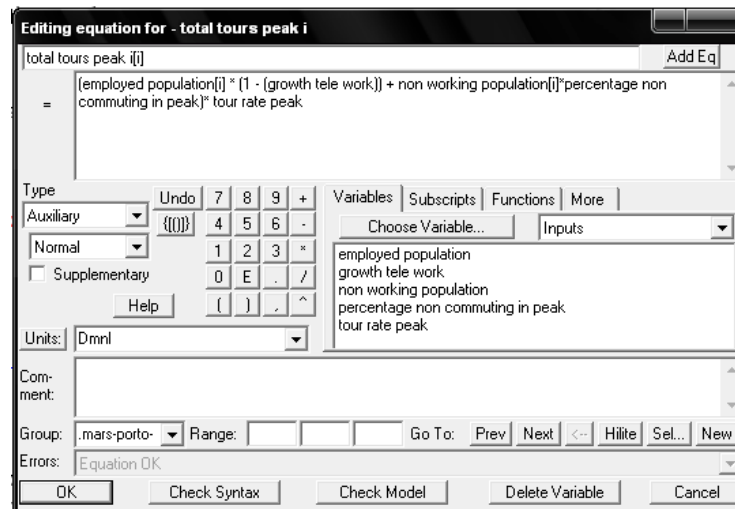 Editing equation for - total tours peak i
total tours peak i[i]
Add Eq
=
(employed population[i] * (1 - (growth tele work)) + non working population[i]*percentage non
commuting in peak)* tour rate peak
Type
Undo 7 8 9 +
Variables Subscripts Functions More
Auxiliary
{[()]} 4 5 6 -
Choose Variable... Inputs
Normal
1 2 3 *
employed population
growth tele work
non working population
percentage non commuting in peak
tour rate peak
Supplementary
0 E . /
Help ( ) , ^
Units: Dmnl
Com-
ment:
Group: .mars-porto- Range: Go To: Prev Next <-- Hilite Sel... New
Errors: Equation OK
OK Check Syntax Check Model Delete Variable Cancel